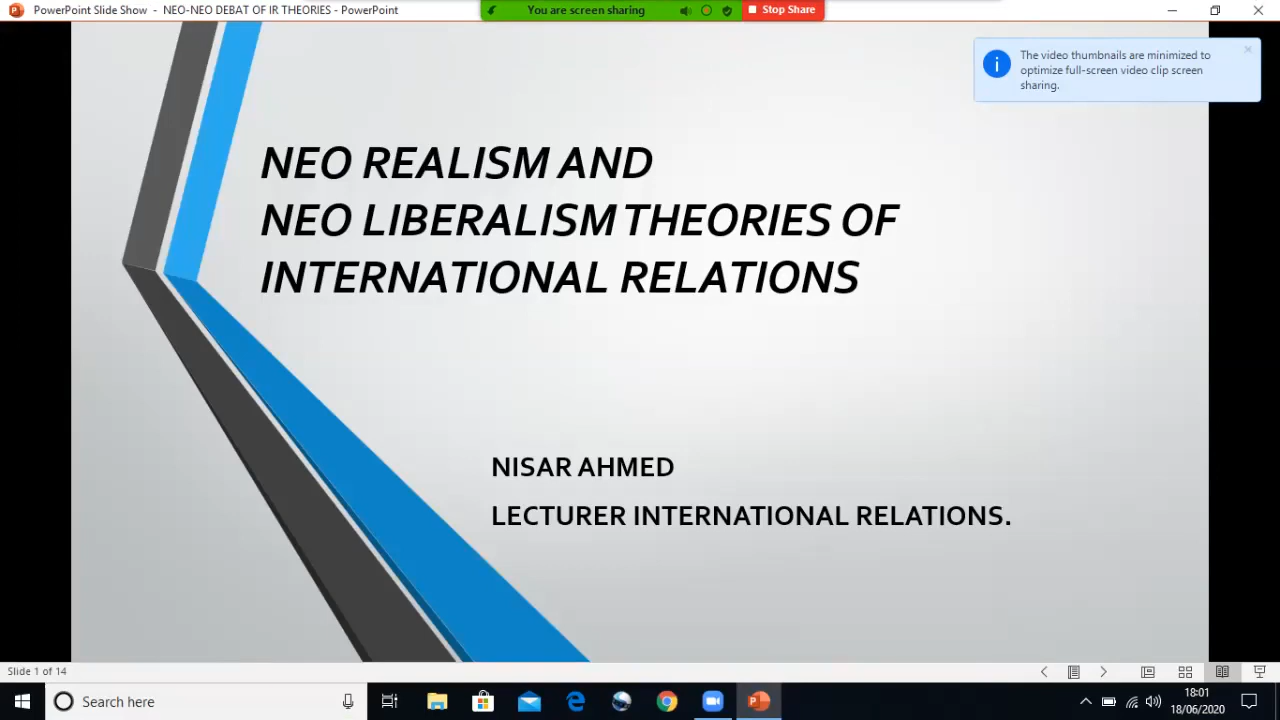 PowerPoint Slide Show - NEO-NEO DEBAT OF IR THEORIES - PowerPoint
You are screen sharing
Stop Share
The video thumbnails are minimized to
optimize full-screen video clip screen
sharing.
NEO REALISM AND
NEO LIBERALISM THEORIES OF
INTERNATIONAL RELATIONS
NISAR AHMED
LECTURER INTERNATIONAL RELATIONS.
Slide 1 of 14
Search here
18:01
18/06/2020